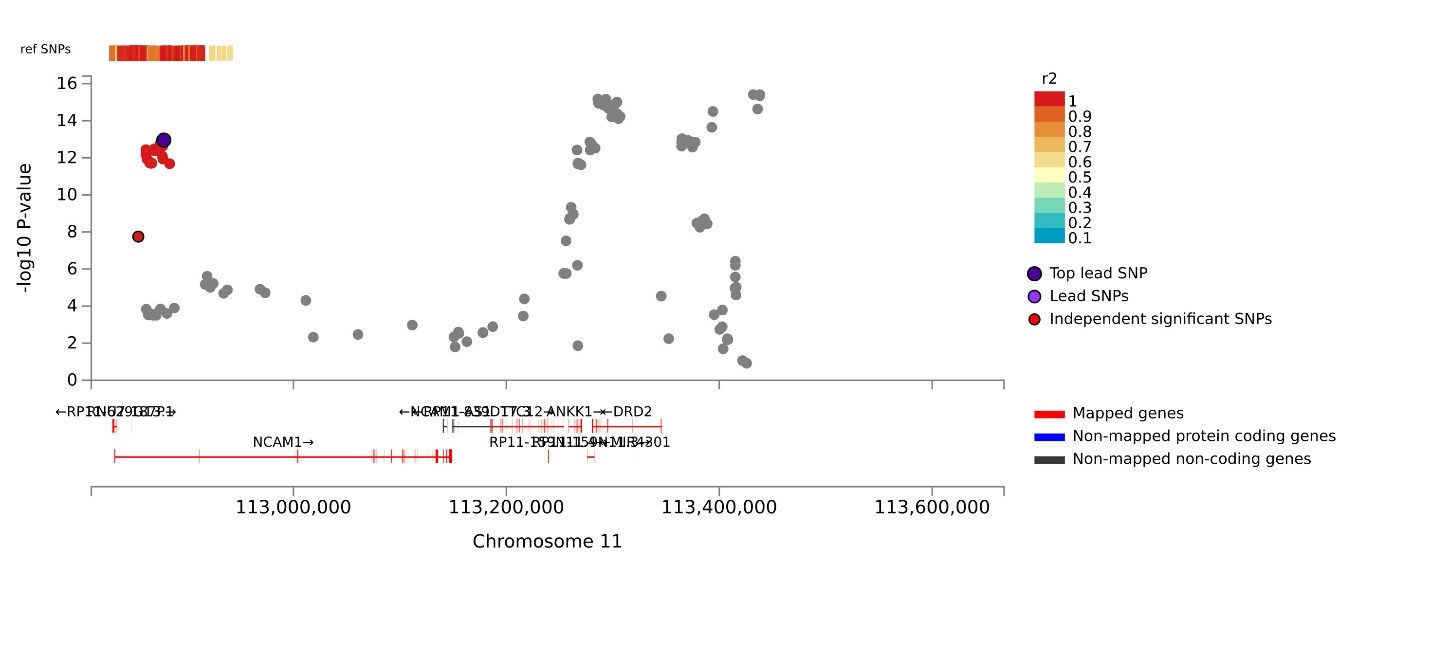 ref SNPs
r2
1
0.9
0.8
0.7
0.6
0.5
0.4
0.3
0.2
0.1
16
14
12
10
8
6
4
2
0
-log10 P-value
Top lead SNP
Lead SNPs
Independent significant SNPs
TTC12→ ANKK1→ ←DRD2
NCAM1→
Mapped genes
Non-mapped protein coding genes
Non-mapped non-coding genes
113,000,000 113,200,000 113,400,000 113,600,000
Chromosome 11